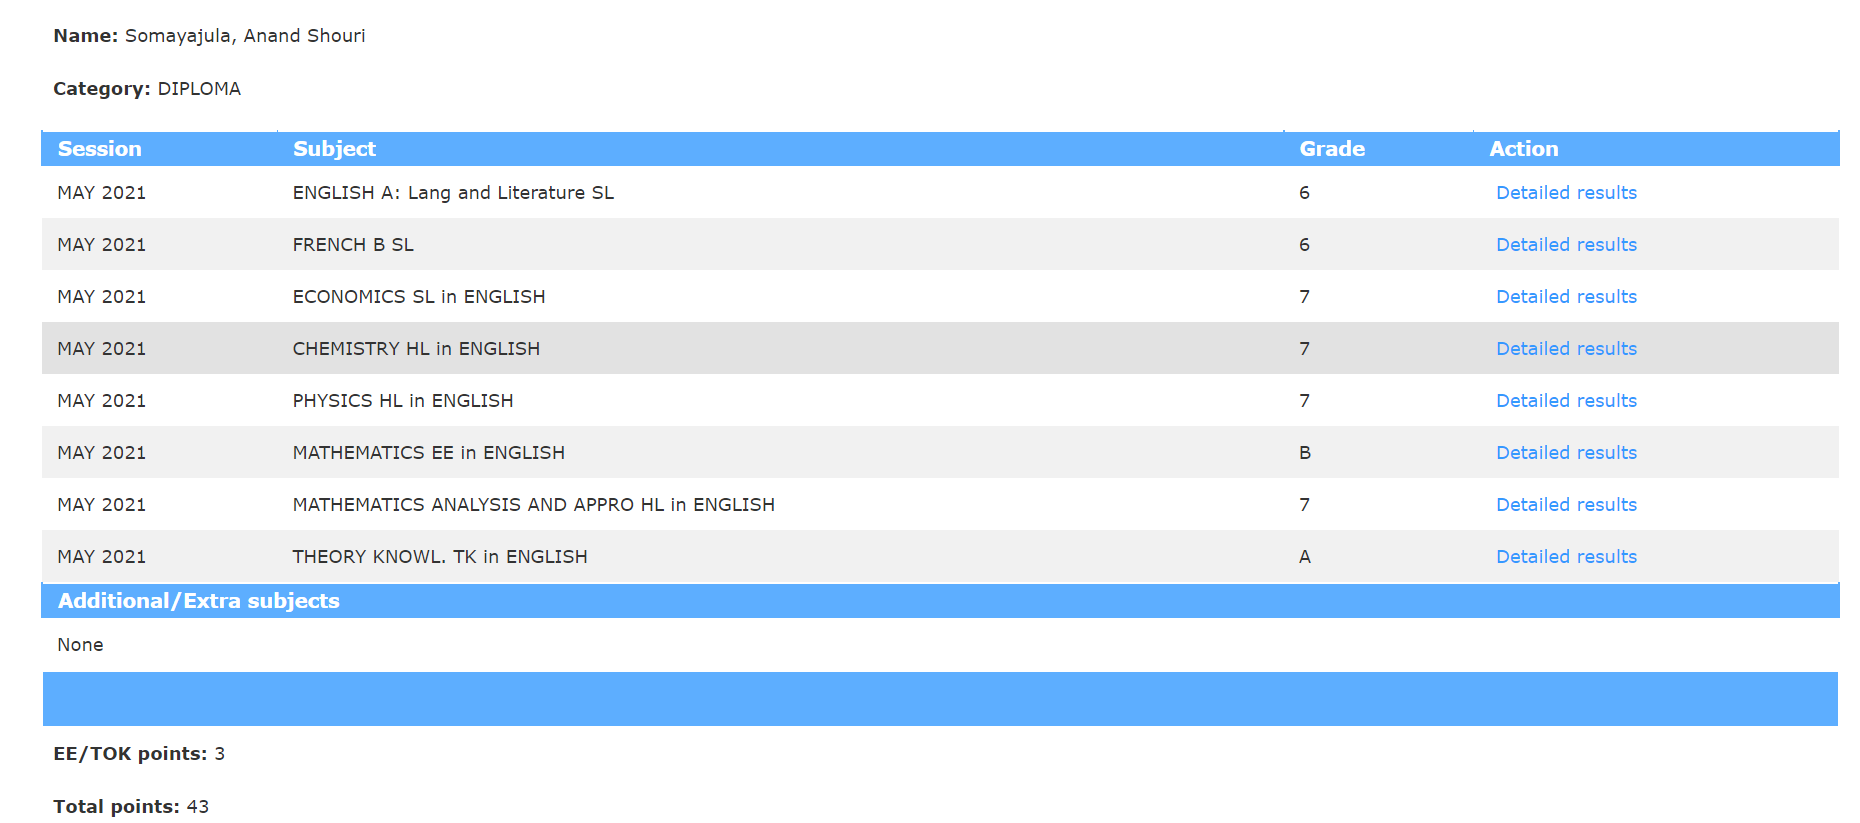 Name: Somayajula, Anand Shouri
Category: DIPLOMA
Session Subject Grade Action
MAY 2021 ENGLISH A: Lang and Literature SL 6 Detailed results
MAY 2021 FRENCH B SL 6 Detailed results
MAY 2021 ECONOMICS SL in ENGLISH 7 Detailed results
MAY 2021 CHEMISTRY HL in ENGLISH 7 Detailed results
MAY 2021 PHYSICS HL in ENGLISH 7 Detailed results
MAY 2021 MATHEMATICS EE in ENGLISH B Detailed results
MAY 2021 MATHEMATICS ANALYSIS AND APPRO HL in ENGLISH 7 Detailed results
MAY 2021 THEORY KNOWL. TK in ENGLISH A Detailed results
Additional/Extra subjects
None
EE/TOK points: 3
Total points: 43